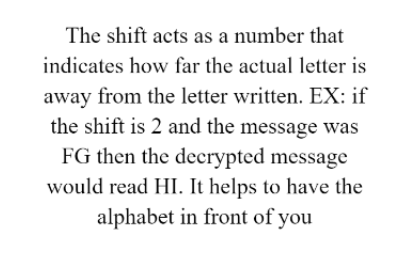 The shift acts as a number that
indicates how far the actual letter is
away from the letter written. EX: if
the shift is 2 and the message was
FG then the decrypted message
would read HI. It helps to have the
alphabet in front of you